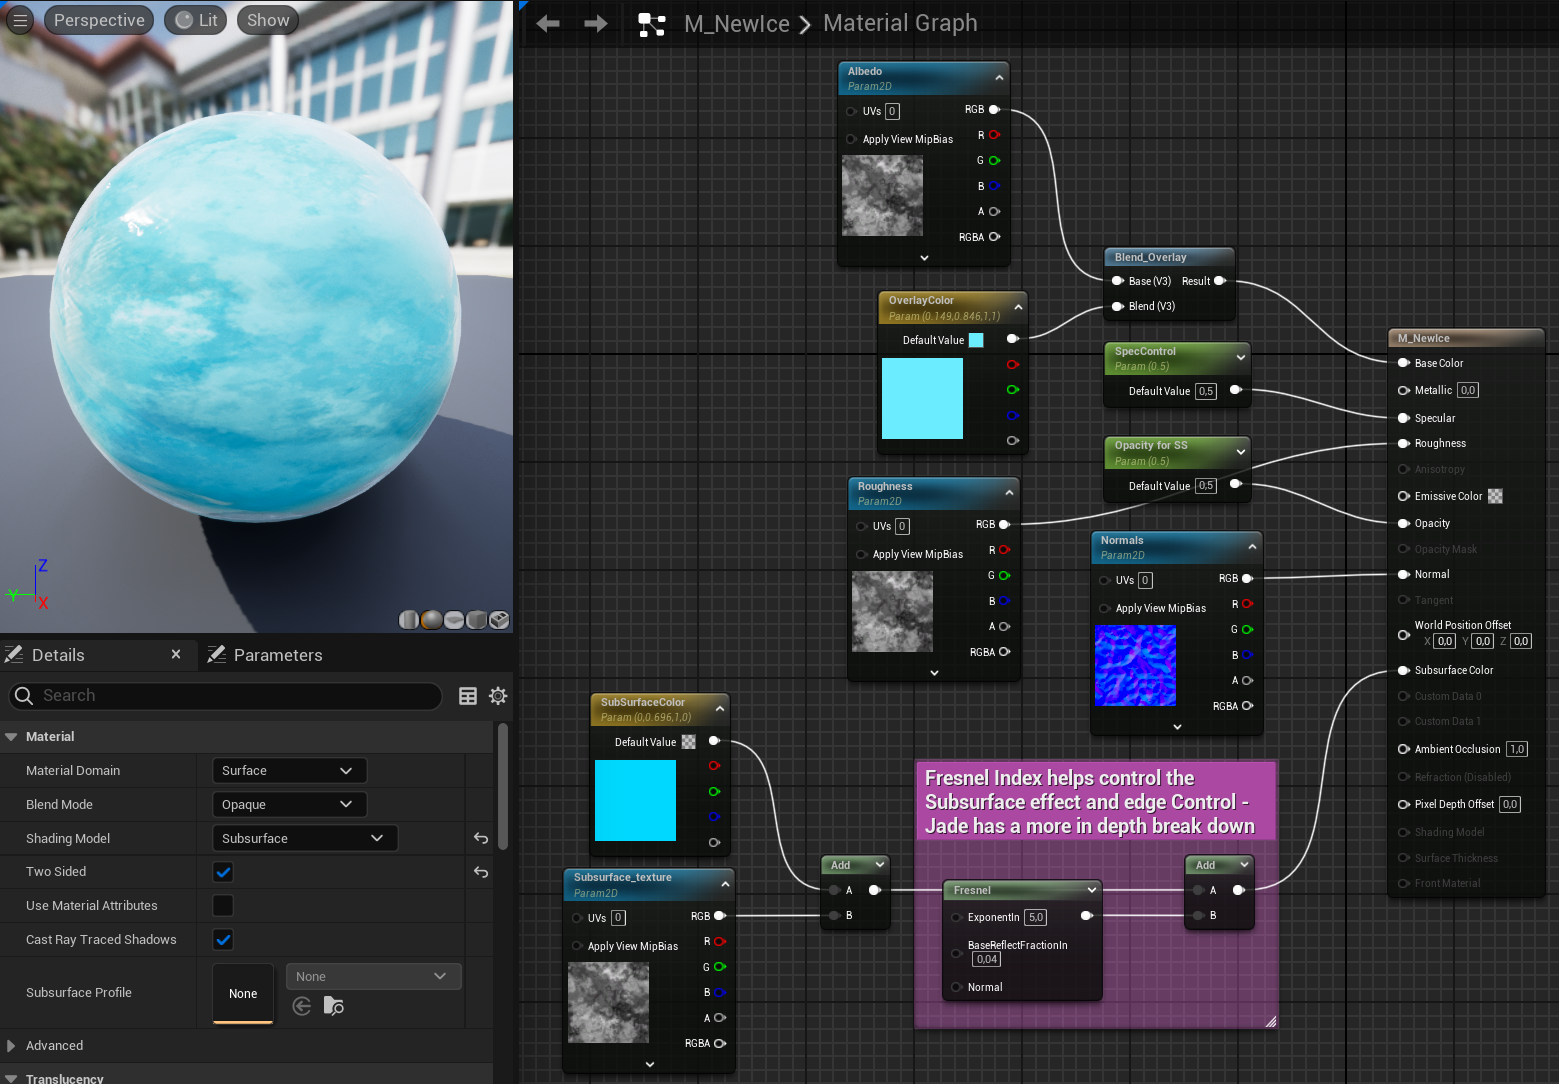 Perspective
Lit
Show
Z
Y
X
Details
Parameters
Search
Material
Material Domain
Surface
Blend Mode
Opaque
Shading Model
Subsurface
Two Sided
Use Material Attributes
Cast Ray Traced Shadows
Subsurface Profile
None
None
Advanced
Translucency
M_NewIce
Material Graph
Albedo
Param2D
UVs 0
RGB
R
Apply View MipBias
G
B
A
RGBA
OverlayColor
Param (0.149,0.846,1,1)
Default Value
Blend_Overlay
Base (V3) Result
Blend (V3)
SpecControl
Param (0.5)
Default Value 0,5
Opacity for SS
Param (0.5)
Default Value 0,5
Roughness
Param2D
UVs 0
RGB
R
Apply View MipBias
G
B
A
RGBA
Normals
Param2D
UVs 0
RGB
R
Apply View MipBias
G
B
A
RGBA
SubSurfaceColor
Param (0,0.696,1,0)
Default Value
Subsurface_texture
Param2D
UVs 0
RGB
R
Apply View MipBias
G
B
A
RGBA
Add
A
B
Fresnel Index helps control the
Subsurface effect and edge Control -
Jade has a more in depth break down
Fresnel
ExponentIn 5,0
BaseReflectFractionIn
0,04
Normal
Add
A
B
M_NewIce
Base Color
Metallic 0,0
Specular
Roughness
Anisotropy
Emissive Color
Opacity
Opacity Mask
Normal
Tangent
World Position Offset
X 0,0 Y 0,0 Z 0,0
Subsurface Color
Custom Data 0
Custom Data 1
Ambient Occlusion 1,0
Refraction (Disabled)
Pixel Depth Offset 0,0
Shading Model
Surface Thickness
Front Material